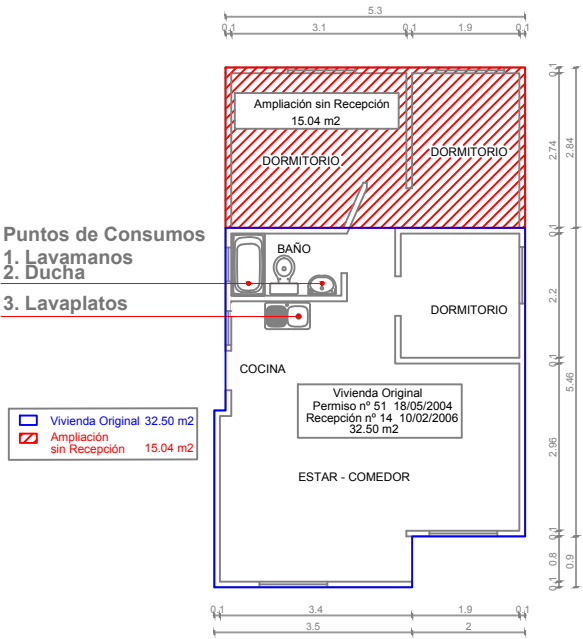 5.3
0.1 3.1 0.1 1.9 0.1
Ampliación sin Recepción
15.04 m2
DORMITORIO
DORMITORIO
0.1
2.74
2.84
0.1
2.2
0.1
5.46
2.96
0.1
0.8
0.9
0.1
Puntos de Consumos
1. Lavamanos
2. Ducha
3. Lavaplatos
BAÑO
DORMITORIO
COCINA
Vivienda Original
Permiso nº 51 18/05/2004
Recepción nº 14 10/02/2006
32.50 m2
Vivienda Original 32.50 m2
Ampliación
sin Recepción 15.04 m2
ESTAR - COMEDOR
0.1 3.4 1.9 0.1
3.5 2